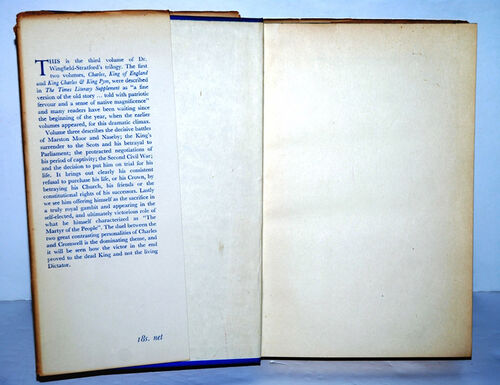 THIS is the third volume of Dr.
Wingfield-Stratford's trilogy. The first
two volumes, Charles, King of England
and King Charles & King Pym, were described
in The Times Literary Supplement as "a fine
version of the old story ... told with patriotic
fervour and a sense of native magnificence"
and many readers have been waiting since
the beginning of the year, when the earlier
volumes appeared, for this dramatic climax.
Volume three describes the decisive battles
of Marston Moor and Naseby; the King's
surrender to the Scots and his betrayal to
Parliament; the protracted negotiations of
his period of captivity; the Second Civil War;
and the decision to put him on trial for his
life. It brings out clearly his consistent
refusal to purchase his life, or his Crown, by
betraying his Church, his friends or the
constitutional rights of his successors. Lastly
we see him offering himself as the sacrifice in
a truly royal gambit and appearing in the
self-elected, and ultimately victorious role of
what he himself characterized as "The
Martyr of the People". The duel between the
two great contrasting personalities of Charles
and Cromwell is the dominating theme, and
it will be seen how the victor in the end
proved to the dead King and not the living
Dictator.
18s. net